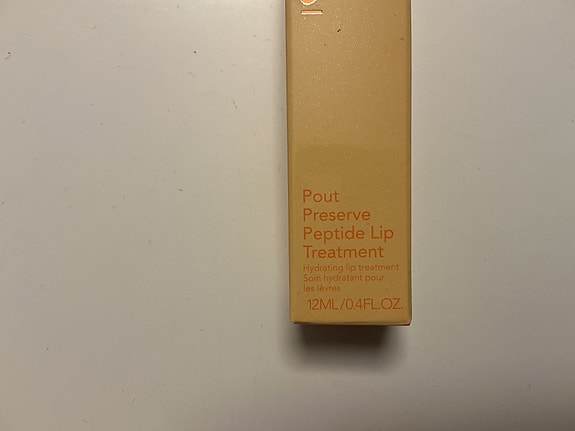 Pout
Preserve
Peptide Lip
Treatment
Hydrating lip treatment
Soin hydratant pour
les lèvres
12ML/0.4FL.OZ.